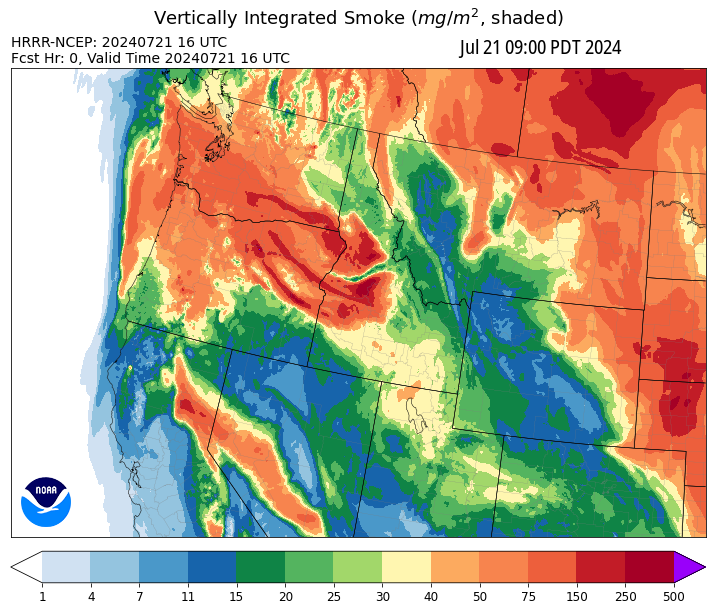 Vertically Integrated Smoke (mg/m², shaded)
HRRR-NCEP: 20240721 16 UTC
Jul 21 09:00 PDT 2024
Fcst Hr: 0, Valid Time 20240721 16 UTC
NOAA
1 4 7 11 15 20 25 30 40 50 75 150 250 500